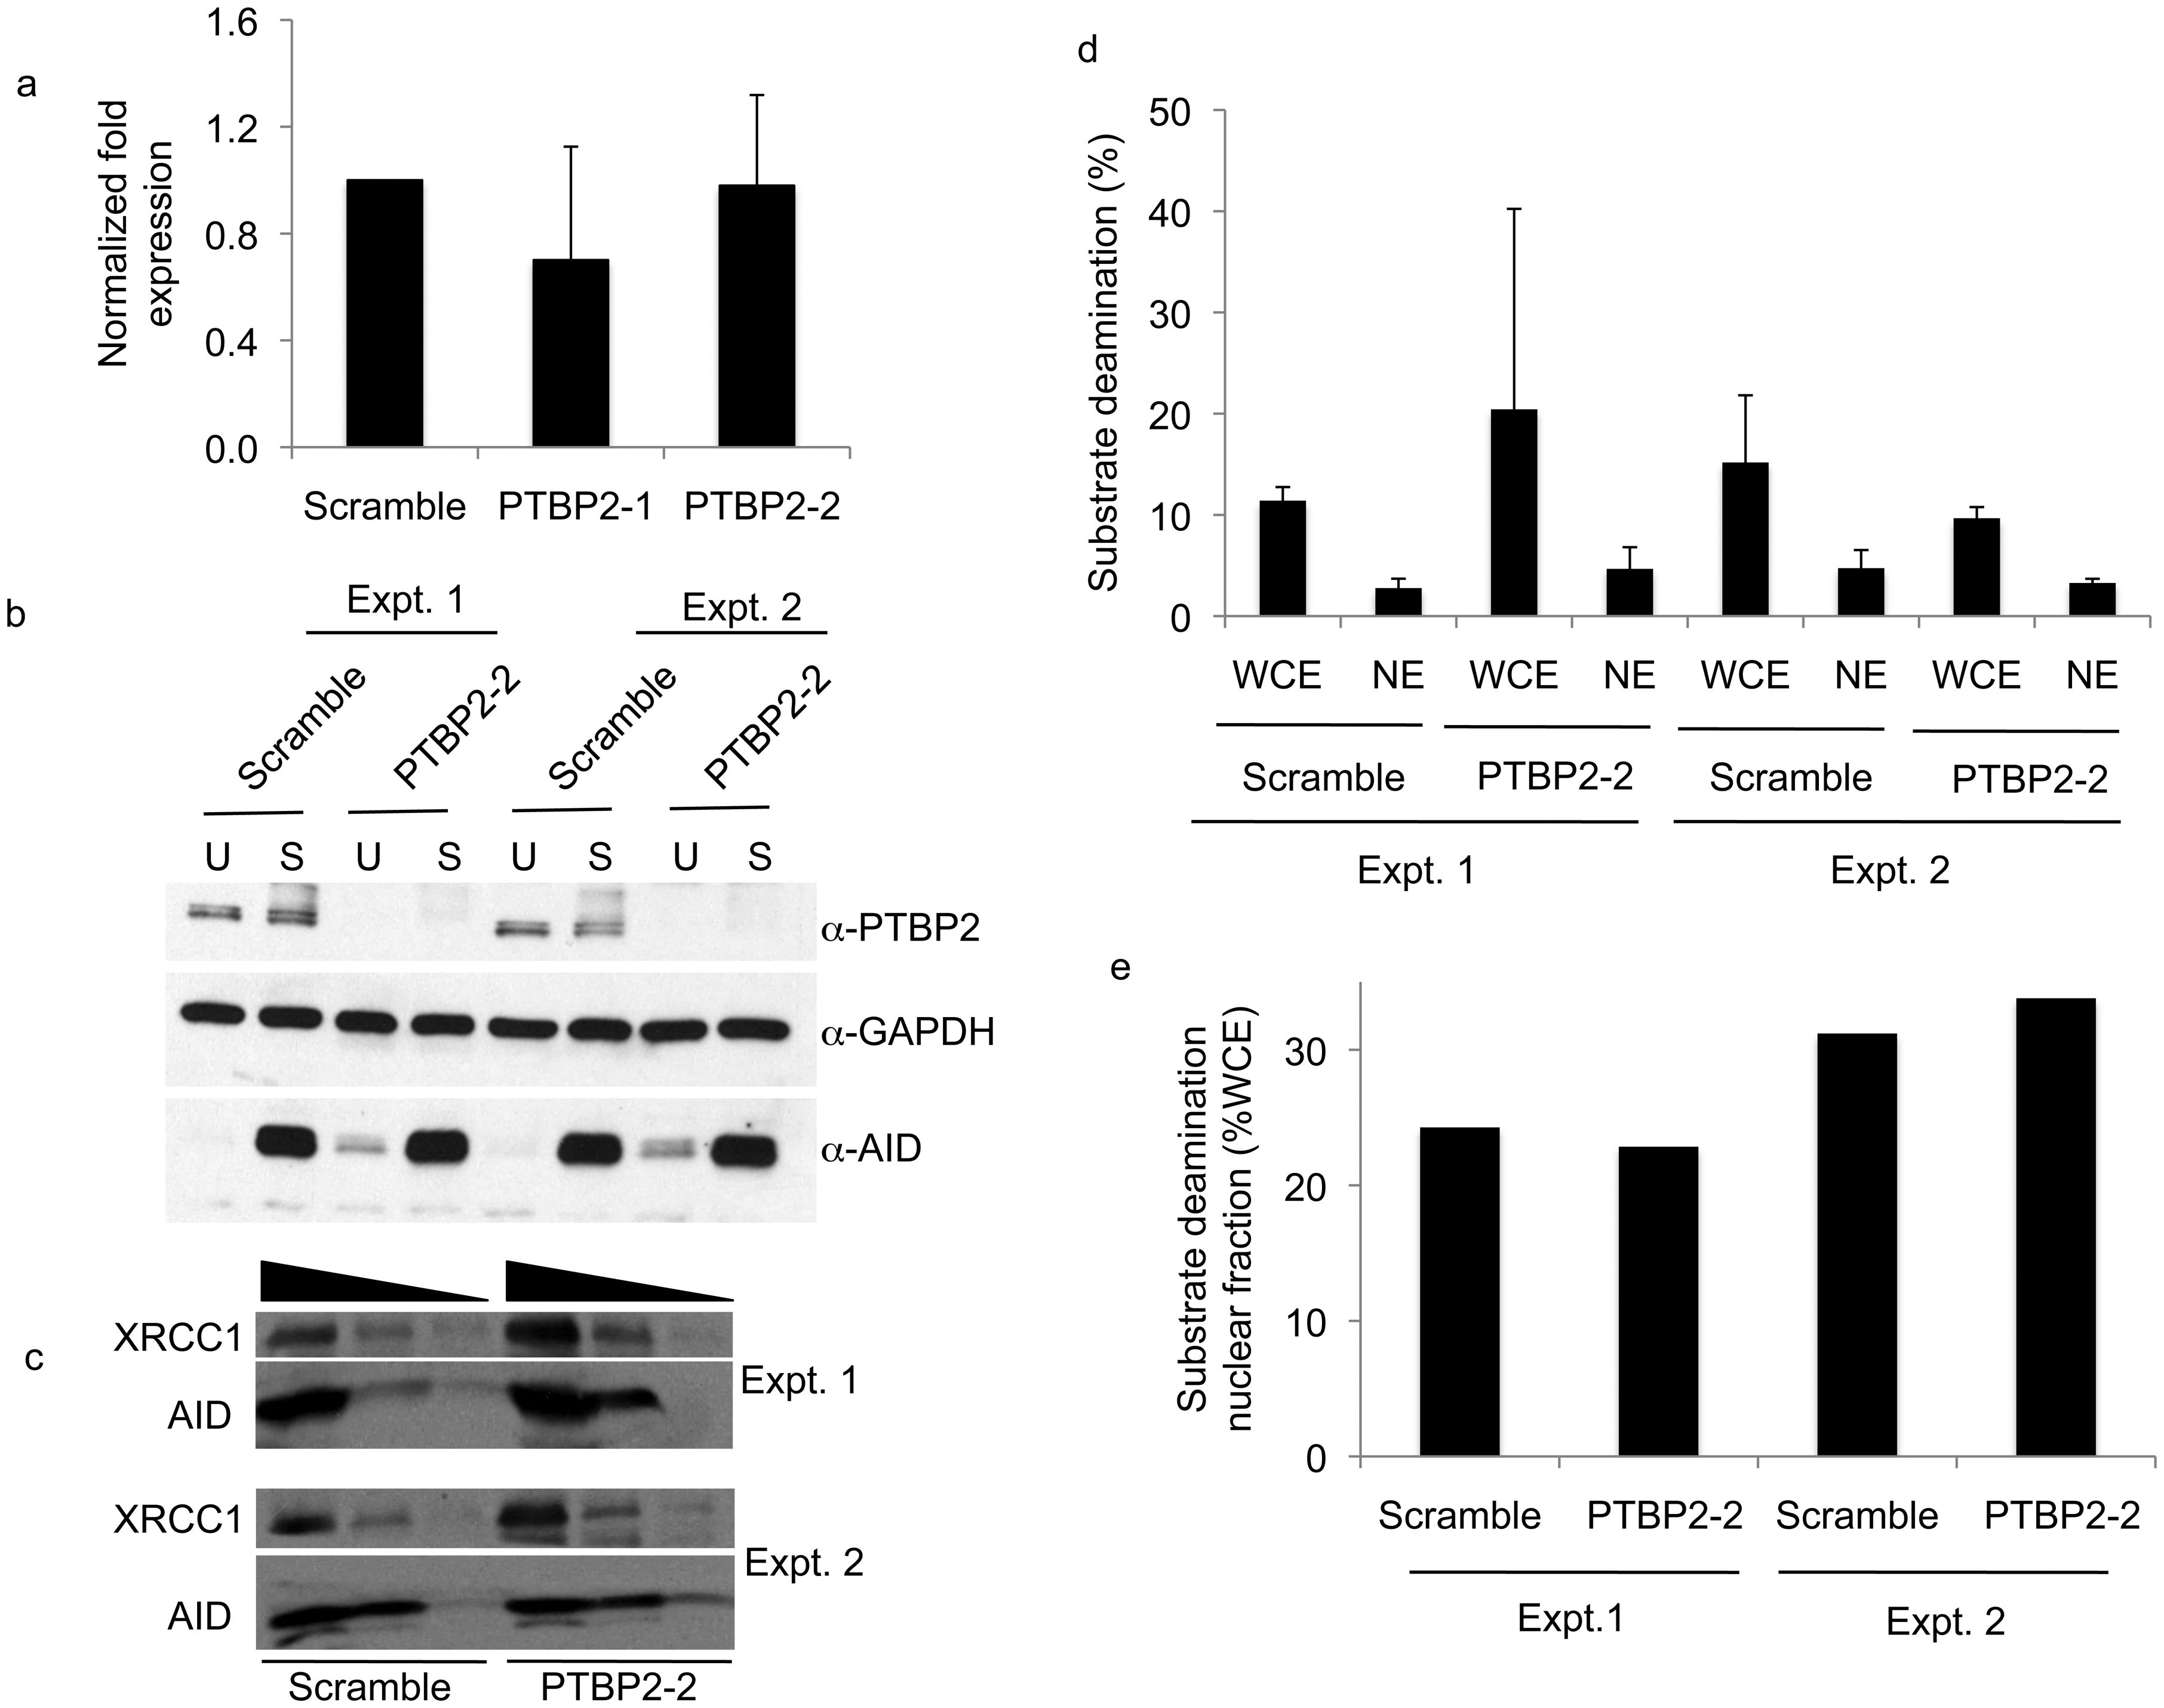 a
Normalized fold
expression
1.6
1.2
0.8
0.4
0.0
Scramble PTBP2-1 PTBP2-2
b
Expt. 1 Expt. 2
Scramble PTBP2-2 Scramble PTBP2-2
U S U S U S U S
α-PTBP2
α-GAPDH
α-AID
c
XRCC1
AID
Expt. 1
XRCC1
AID
Expt. 2
Scramble PTBP2-2
d
Substrate deamination (%)
50
40
30
20
10
0
WCE NE WCE NE WCE NE WCE NE
Scramble PTBP2-2 Scramble PTBP2-2
Expt. 1 Expt. 2
e
Substrate deamination
nuclear fraction (%WCE)
30
20
10
0
Scramble PTBP2-2 Scramble PTBP2-2
Expt.1 Expt. 2